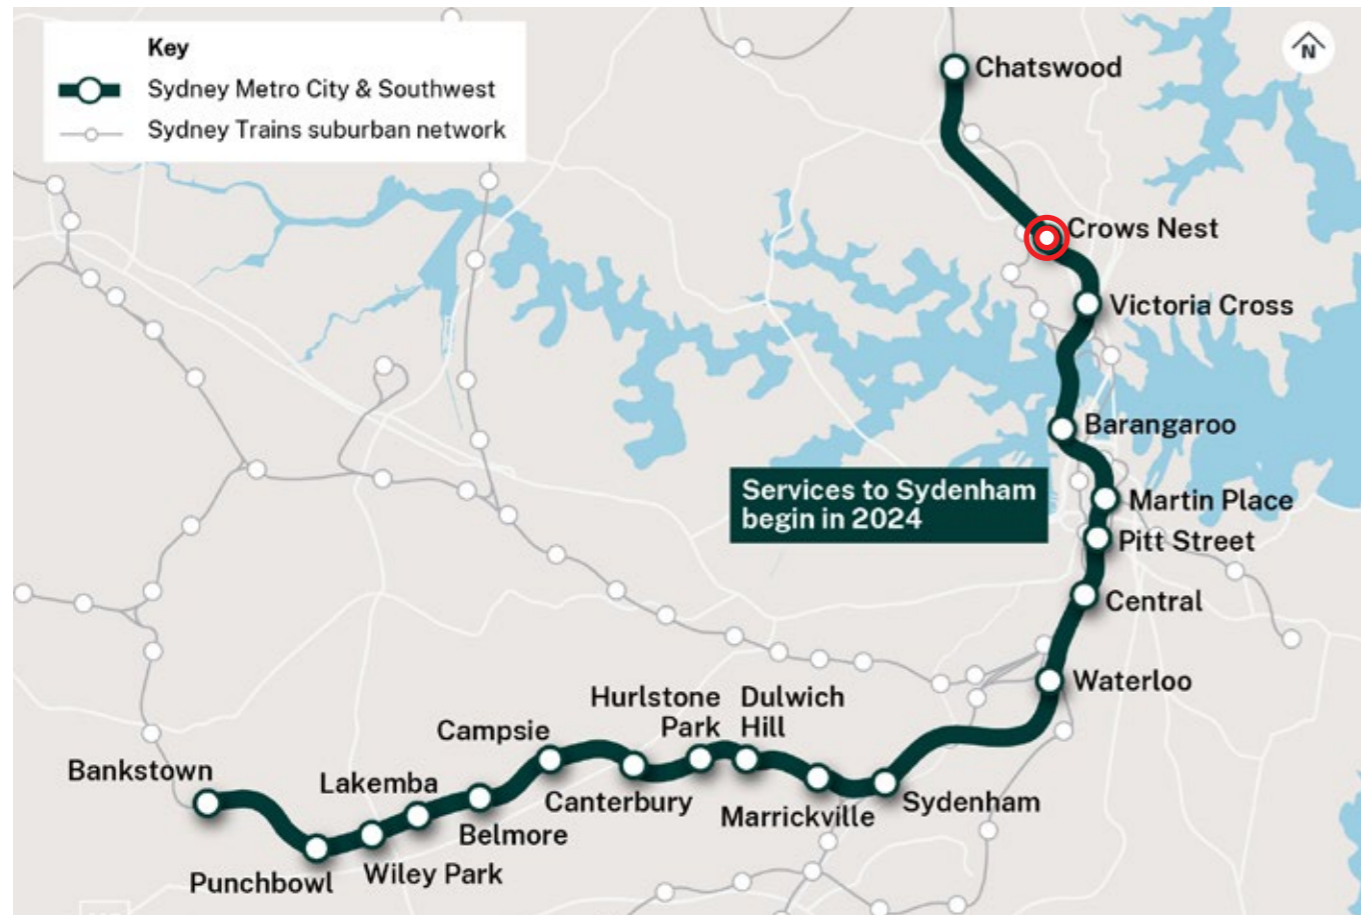 Key
Sydney Metro City & Southwest
Sydney Trains suburban network
N
Chatswood
Crows Nest
Victoria Cross
Barangaroo
Services to Sydenham
begin in 2024
Martin Place
Pitt Street
Central
Waterloo
Hurlstone
Park
Dulwich
Hill
Campsie
Bankstown
Lakemba
Canterbury
Sydenham
Marrickville
Belmore
Wiley Park
Punchbowl